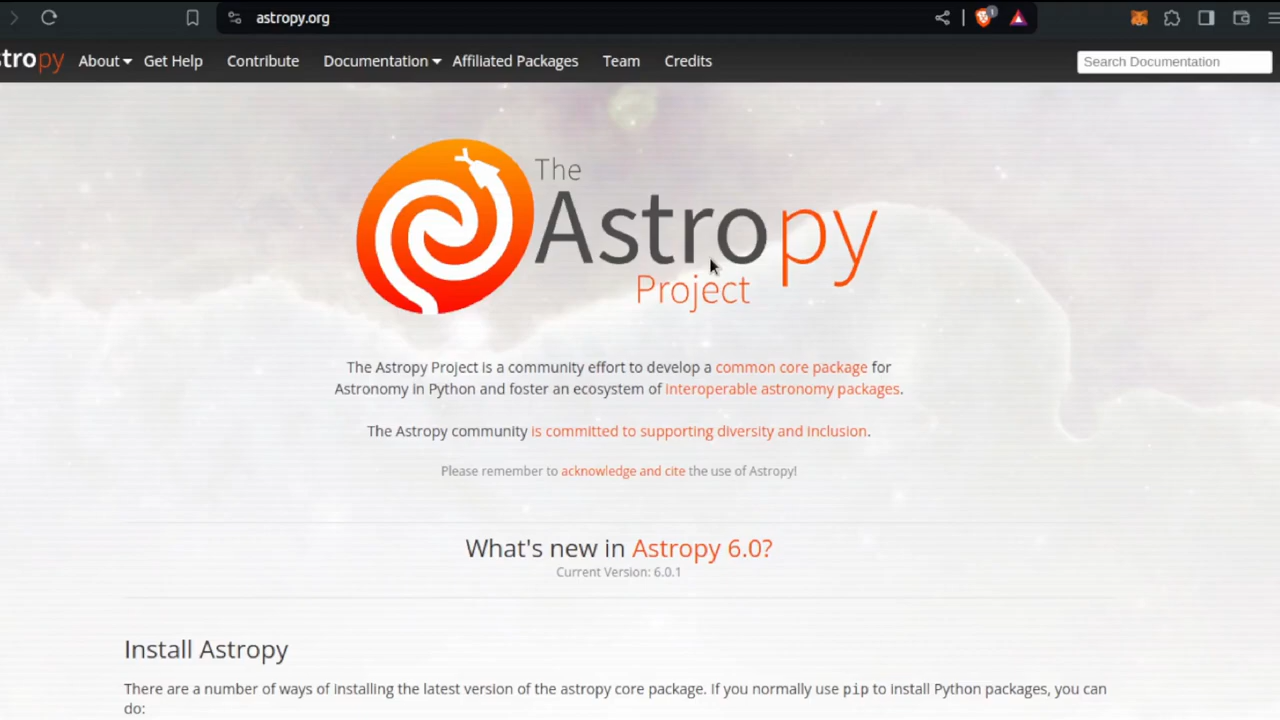 astropy.org
1
tropy About Get Help Contribute Documentation Affiliated Packages Team Credits Search Documentation
The
Astropy
Project
The Astropy Project is a community effort to develop a common core package for
Astronomy in Python and foster an ecosystem of interoperable astronomy packages.
The Astropy community is committed to supporting diversity and inclusion.
Please remember to acknowledge and cite the use of Astropy!
What's new in Astropy 6.0?
Current Version: 6.0.1
Install Astropy
There are a number of ways of installing the latest version of the astropy core package. If you normally use pip to install Python packages, you can
do: